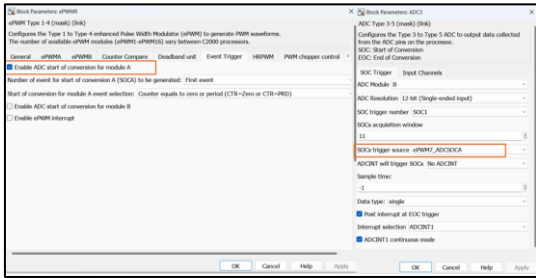 Block Parameters: ePWM6
ePWM Type 1-4 (mask) (link)
Configures the Type 1 to Type 4 enhanced Pulse Width Modulator (ePWM) to generate PWM waveforms.
The number of available ePWM modules (ePWM1-ePWM16) vary between C2000 processors.
General ePWMA ePWMB Counter Compare Deadband unit Event Trigger HRPWM PWM chopper control
Enable ADC start of conversion for module A
Number of event for start of conversion A (SOCA) to be generated: First event
Start of conversion for module A event selection: Counter equals to zero or period (CTR=Zero or CTR=PRD)
Enable ADC start of conversion for module B
Enable ePWM interrupt
OK Cancel Help Apply
Block Parameters: ADC3
ADC Type 3-5 (mask) (link)
Configures the Type 3 to Type 5 ADC to output data collected
from the ADC pins on the processor.
SOC: Start of Conversion
EOC: End of Conversion
SOC Trigger Input Channels
ADC Module B
ADC Resolution 12-bit (Single-ended input)
SOC trigger number SOC1
SOCx acquisition window
11
SOCx trigger source ePWM7_ADCSOCA
ADCINT will trigger SOCx No ADCINT
Sample time:
-1
Data type: single
Post interrupt at EOC trigger
Interrupt selection ADCINT1
ADCINT1 continuous mode
OK Cancel Help Apply